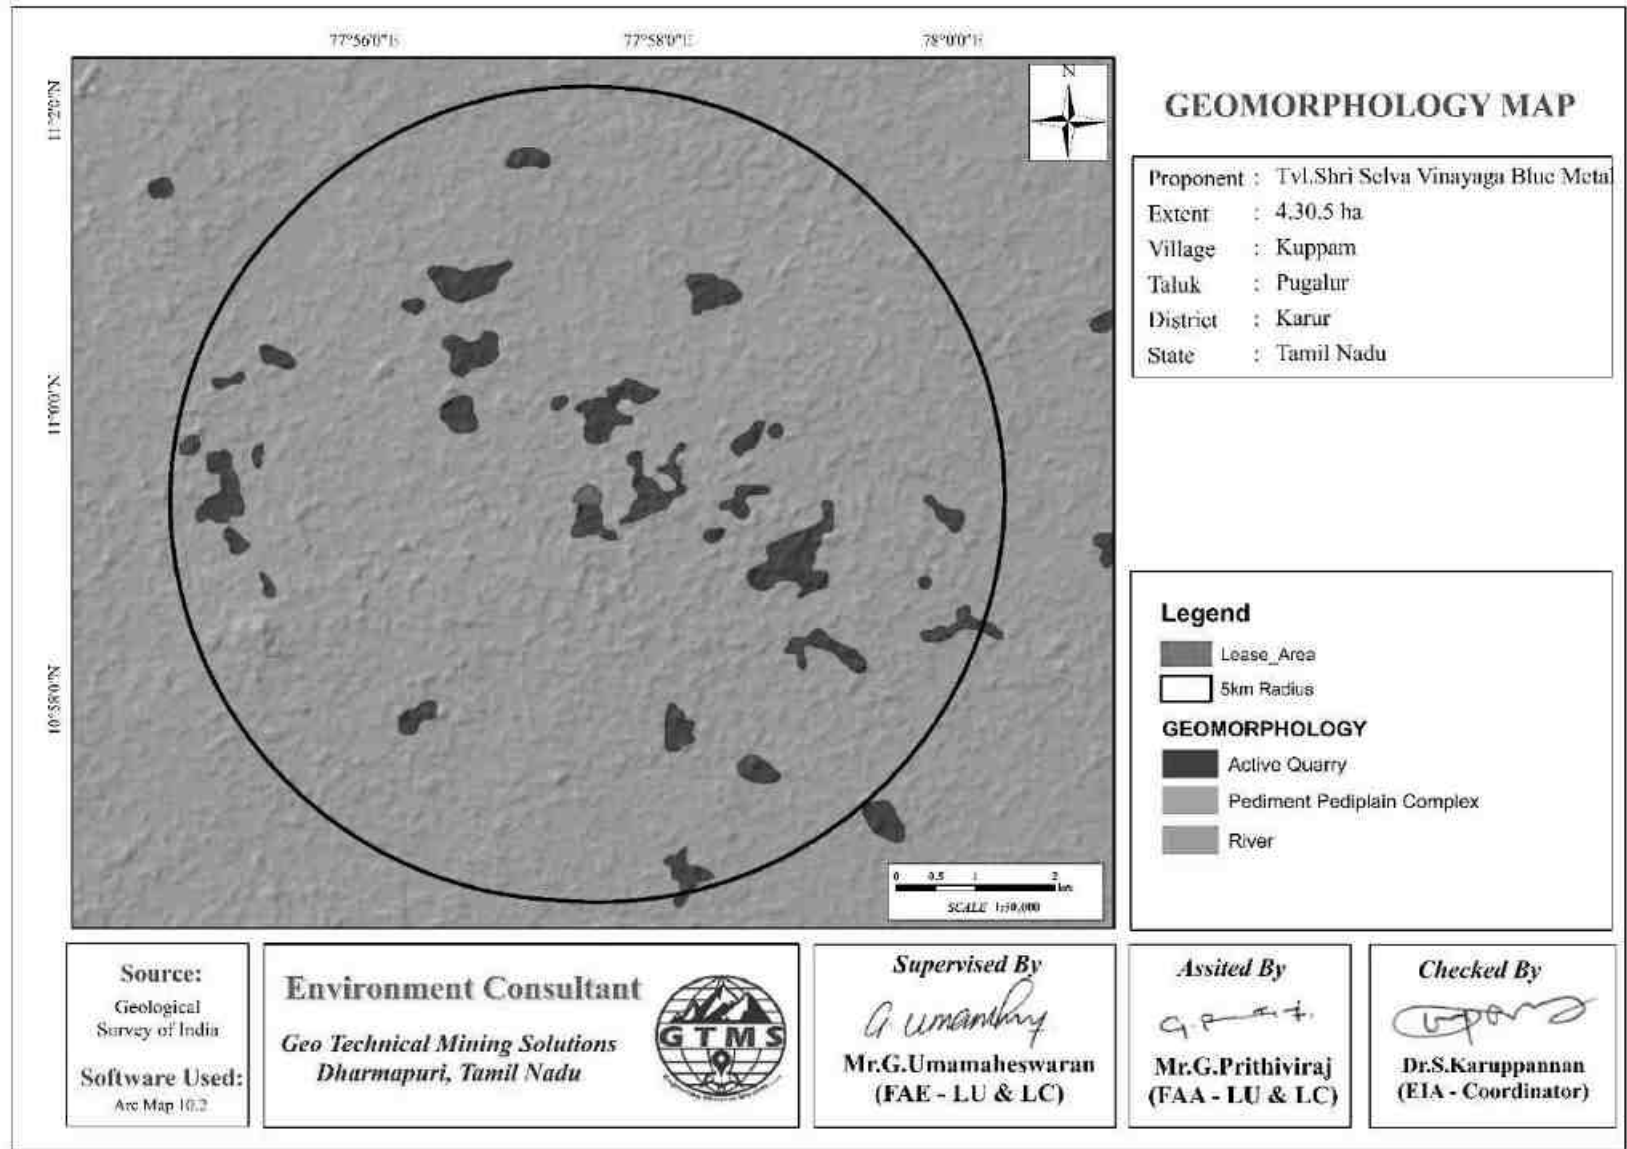 77°56'0"E 77°58'0"E 78°0'0"E
11°2'0"N
11°0'0"N
10°58'0"N
N
GEOMORPHOLOGY MAP
Proponent : Tvl.Shri Selva Vinayaga Blue Metal
Extent : 4.30.5 ha
Village : Kuppam
Taluk : Pugalur
District : Karur
State : Tamil Nadu
Legend
Lease_Area
5km Radius
GEOMORPHOLOGY
Active Quarry
Pediment Pediplain Complex
River
0 0.5 1 2
km
SCALE 1:50,000
Source:
Geological
Survey of India
Software Used:
Arc Map 10.2
Environment Consultant
Geo Technical Mining Solutions
Dharmapuri, Tamil Nadu
GTMS
Supervised By
G. Umamaheswaran
Mr.G.Umamaheswaran
(FAE - LU & LC)
Assited By
Mr.G.Prithiviraj
(FAA - LU & LC)
Checked By
Dr.S.Karuppannan
(EIA - Coordinator)